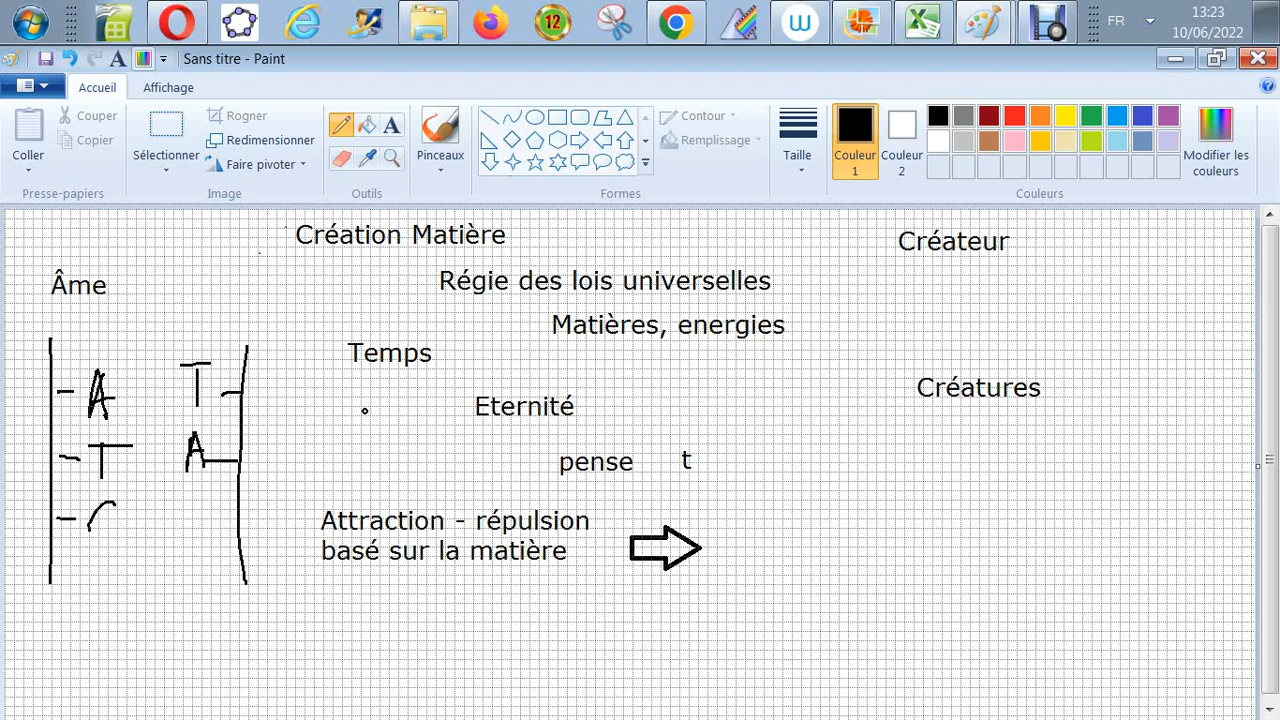 12
W
FR
13:23
10/06/2022
A
Sans titre - Paint
Accueil
Affichage
Coller
Couper
Copier
Presse-papiers
Sélectionner
Rogner
Redimensionner
Faire pivoter
Image
A
Outils
Pinceaux
Contour
Remplissage
Formes
Taille
Couleur 1
Couleur 2
Modifier les couleurs
Couleurs
Création Matière
Créateur
Âme
Régie des lois universelles
Matières, energies
Temps
Créatures
- A T -
Eternité
- T A -
pense t
Attraction - répulsion
basé sur la matière